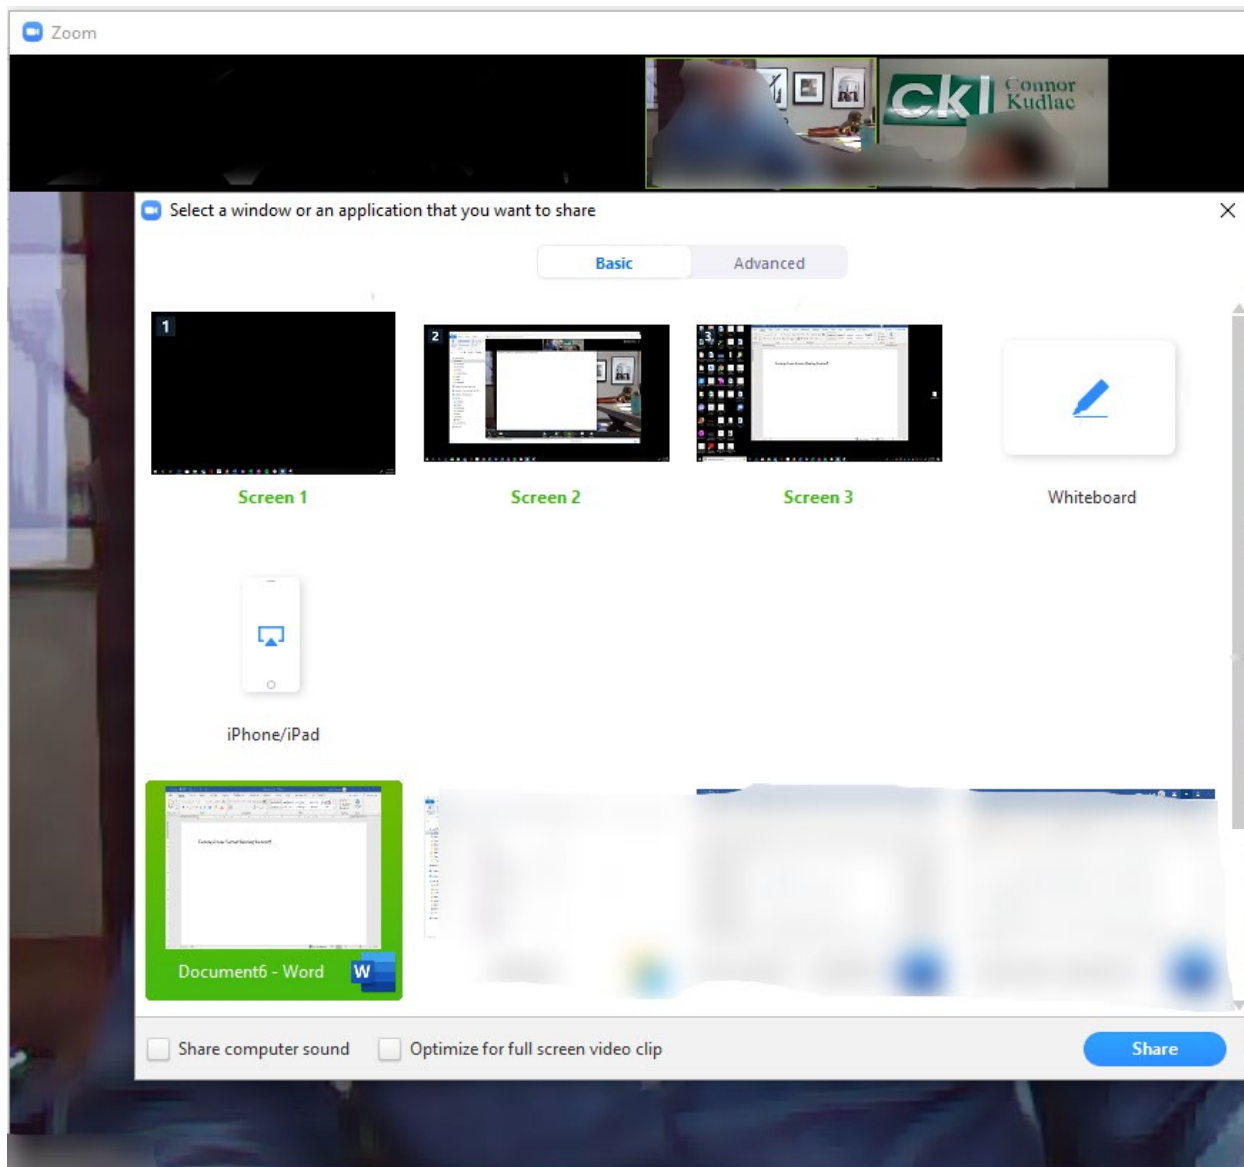 Zoom
ckl Connor
Kudlac
Select a window or an application that you want to share
Basic Advanced
1 2 3
Screen 1 Screen 2 Screen 3 Whiteboard
iPhone/iPad
Document6 - Word W
Share computer sound Optimize for full screen video clip Share